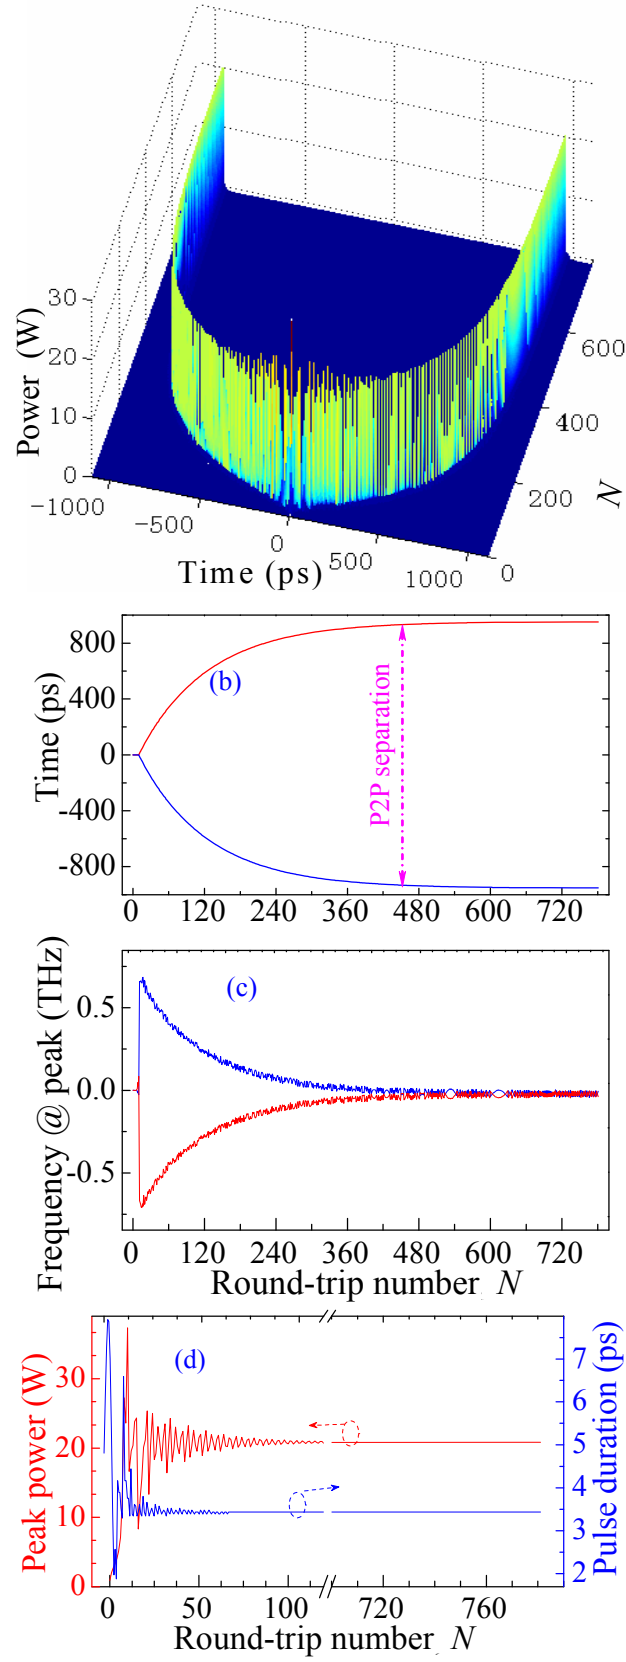 30
20
10
0
Power (W)
-1000
-500
0
500
1000
Time (ps)
0
200
400
600
N
800
400
0
-400
-800
Time (ps)
(b)
P2P separation
0 120 240 360 480 600 720
0.5
0.0
-0.5
Frequency @ peak (THz)
(c)
0 120 240 360 480 600 720
Round-trip number, N
30
20
10
0
Peak power (W)
(d)
7
6
5
4
3
2
Pulse duration (ps)
0 50 100 720 760
Round-trip number, N